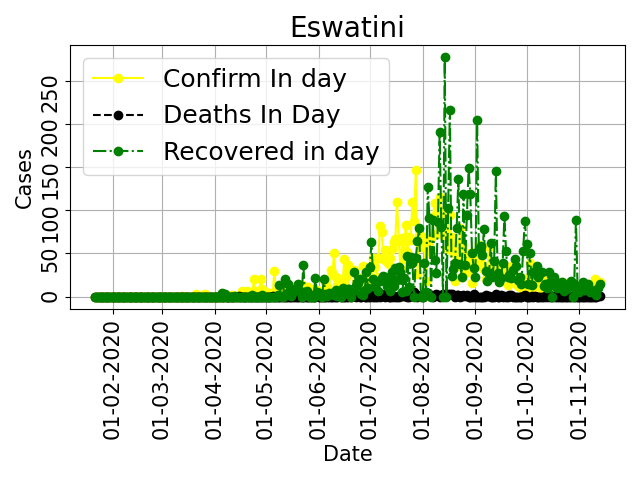 Eswatini
Confirm In day
Deaths In Day
Recovered in day
Cases
250
200
150
100
50
0
01-02-2020
01-03-2020
01-04-2020
01-05-2020
01-06-2020
01-07-2020
01-08-2020
01-09-2020
01-10-2020
01-11-2020
Date